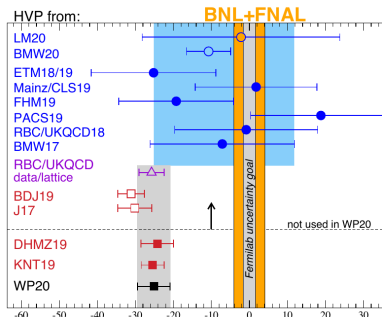 HVP from:
BNL+FNAL
LM20
BMW20
ETM18/19
Mainz/CLS19
FHM19
PACS19
RBC/UKQCD18
BMW17
RBC/UKQCD
data/lattice
BDJ19
J17
not used in WP20
DHMZ19
KNT19
WP20
Fermilab uncertainty goal
-60 -50 -40 -30 -20 -10 0 10 20 30